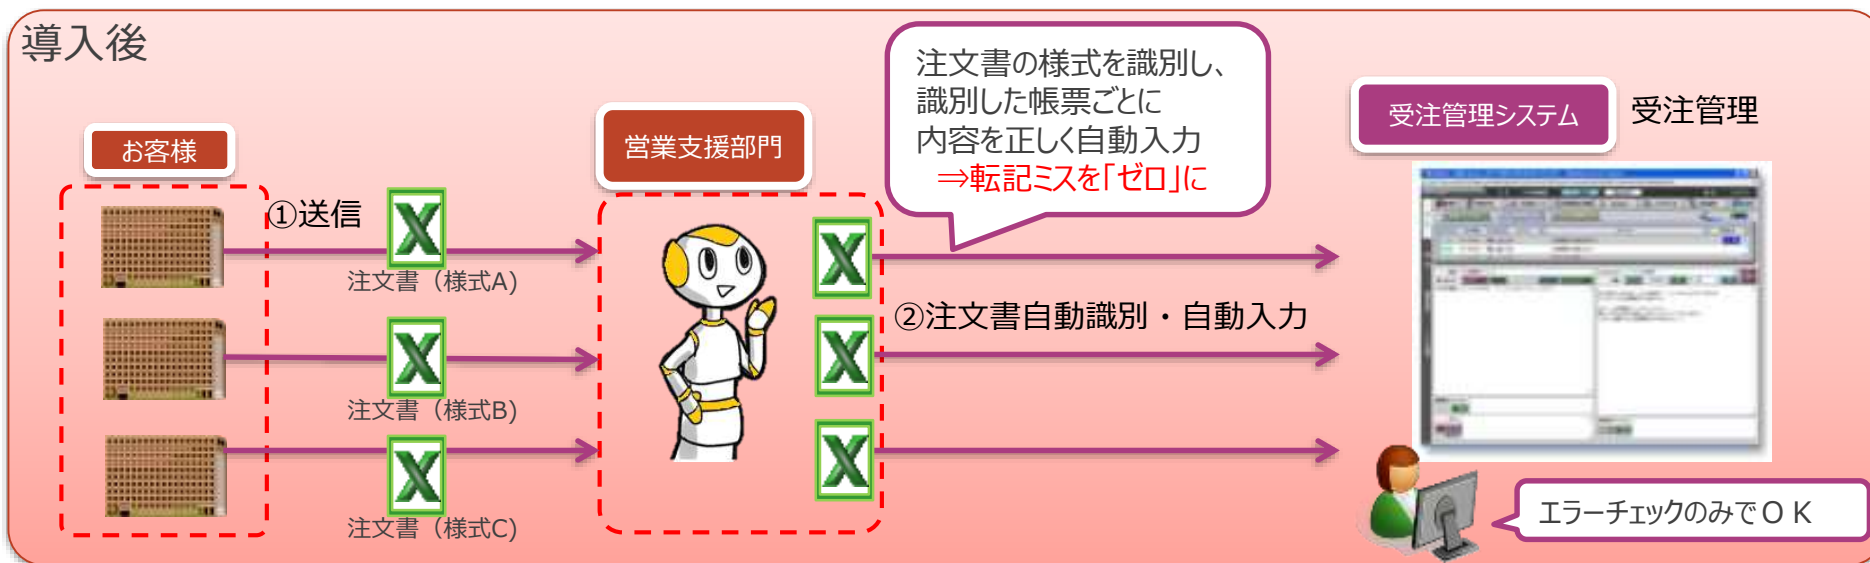 導入後
注文書の様式を識別し、
識別した帳票ごとに
内容を正しく自動入力
⇒転記ミスを「ゼロ」に
お客様
営業支援部門
受注管理システム
受注管理
①送信
注文書（様式A)
②注文書自動識別・自動入力
注文書（様式B)
注文書（様式C)
エラーチェックのみでＯＫ